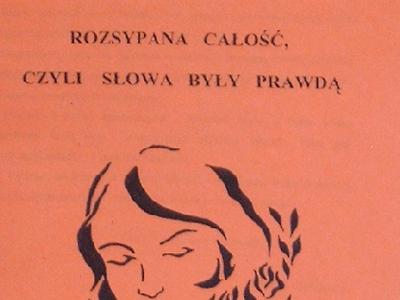 ROZSYPANA CAŁOŚĆ,
CZYLI SŁOWA BYŁY PRAWDĄ